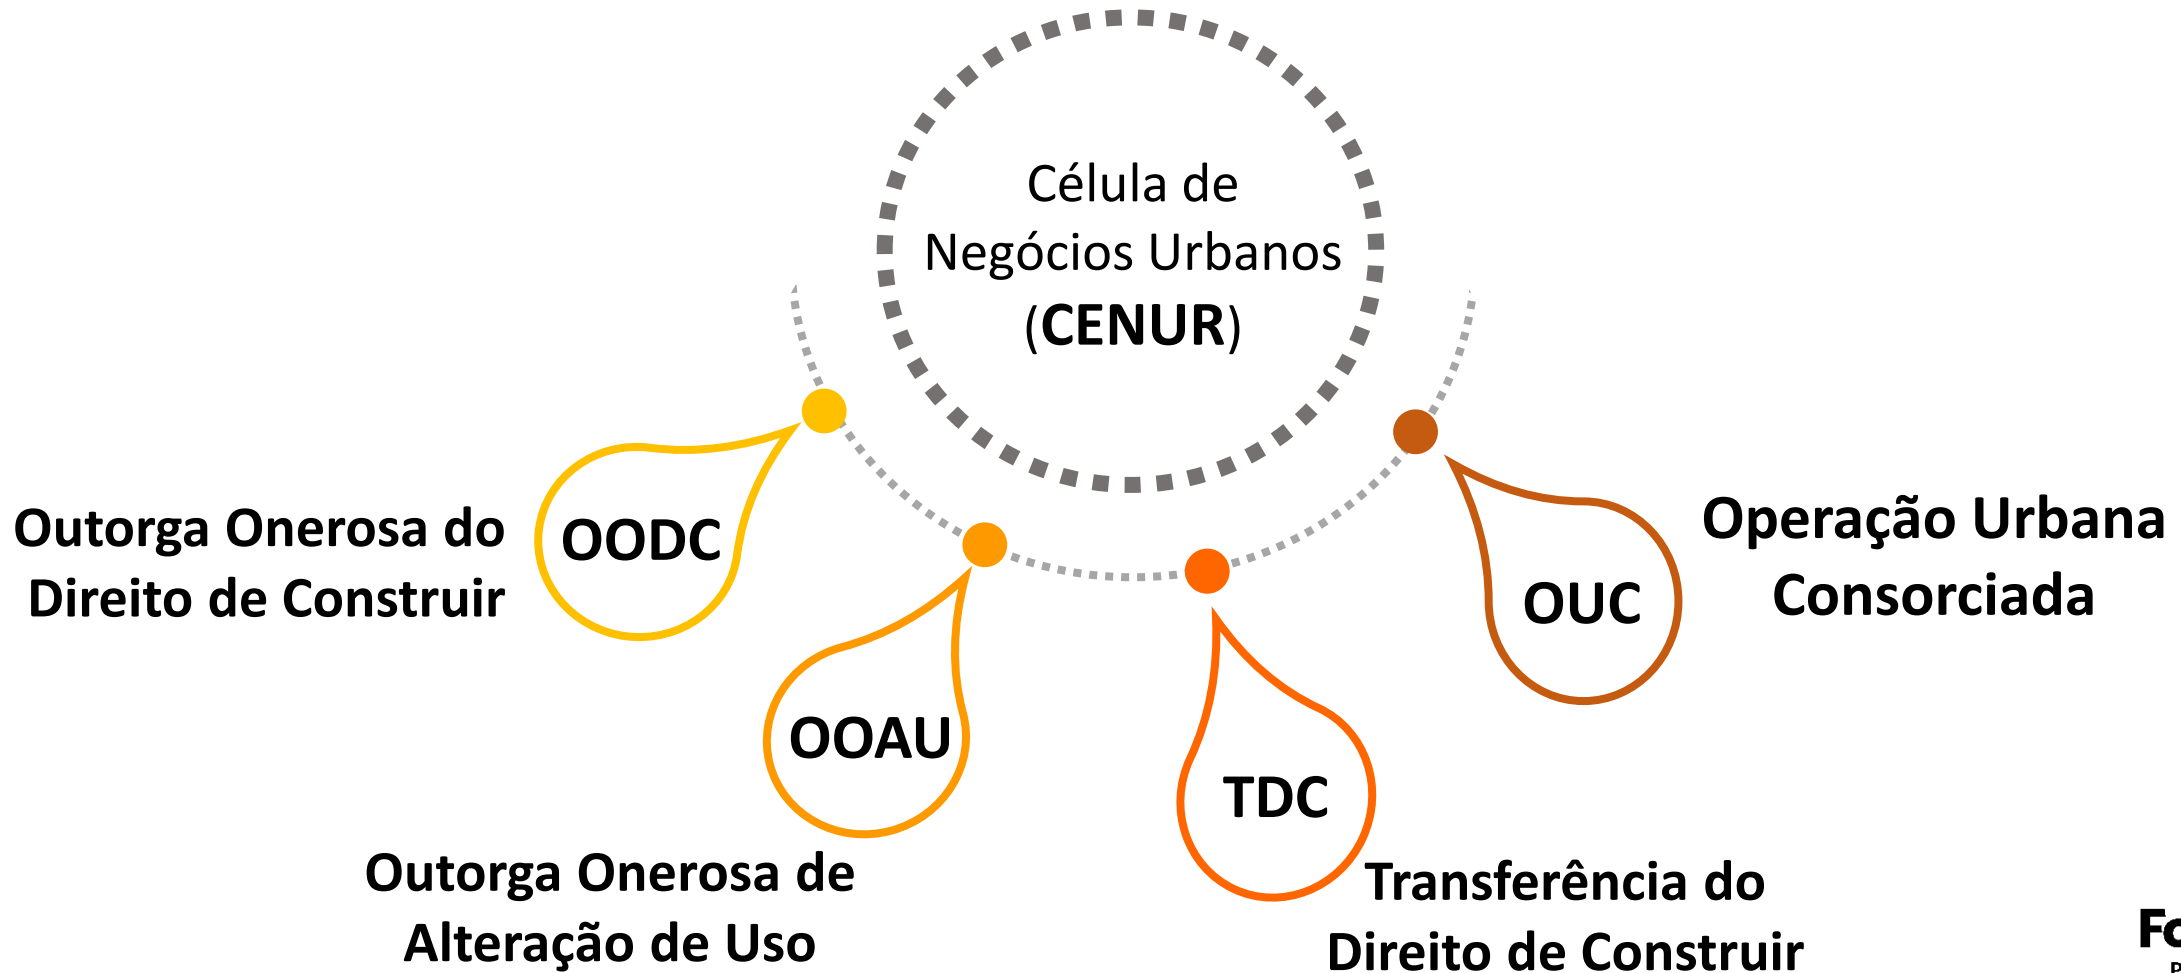 Célula de
Negócios Urbanos
(CENUR)
Outorga Onerosa do
Direito de Construir
OODC
OOAU
Outorga Onerosa de
Alteração de Uso
TDC
Transferência do
Direito de Construir
OUC
Operação Urbana
Consorciada